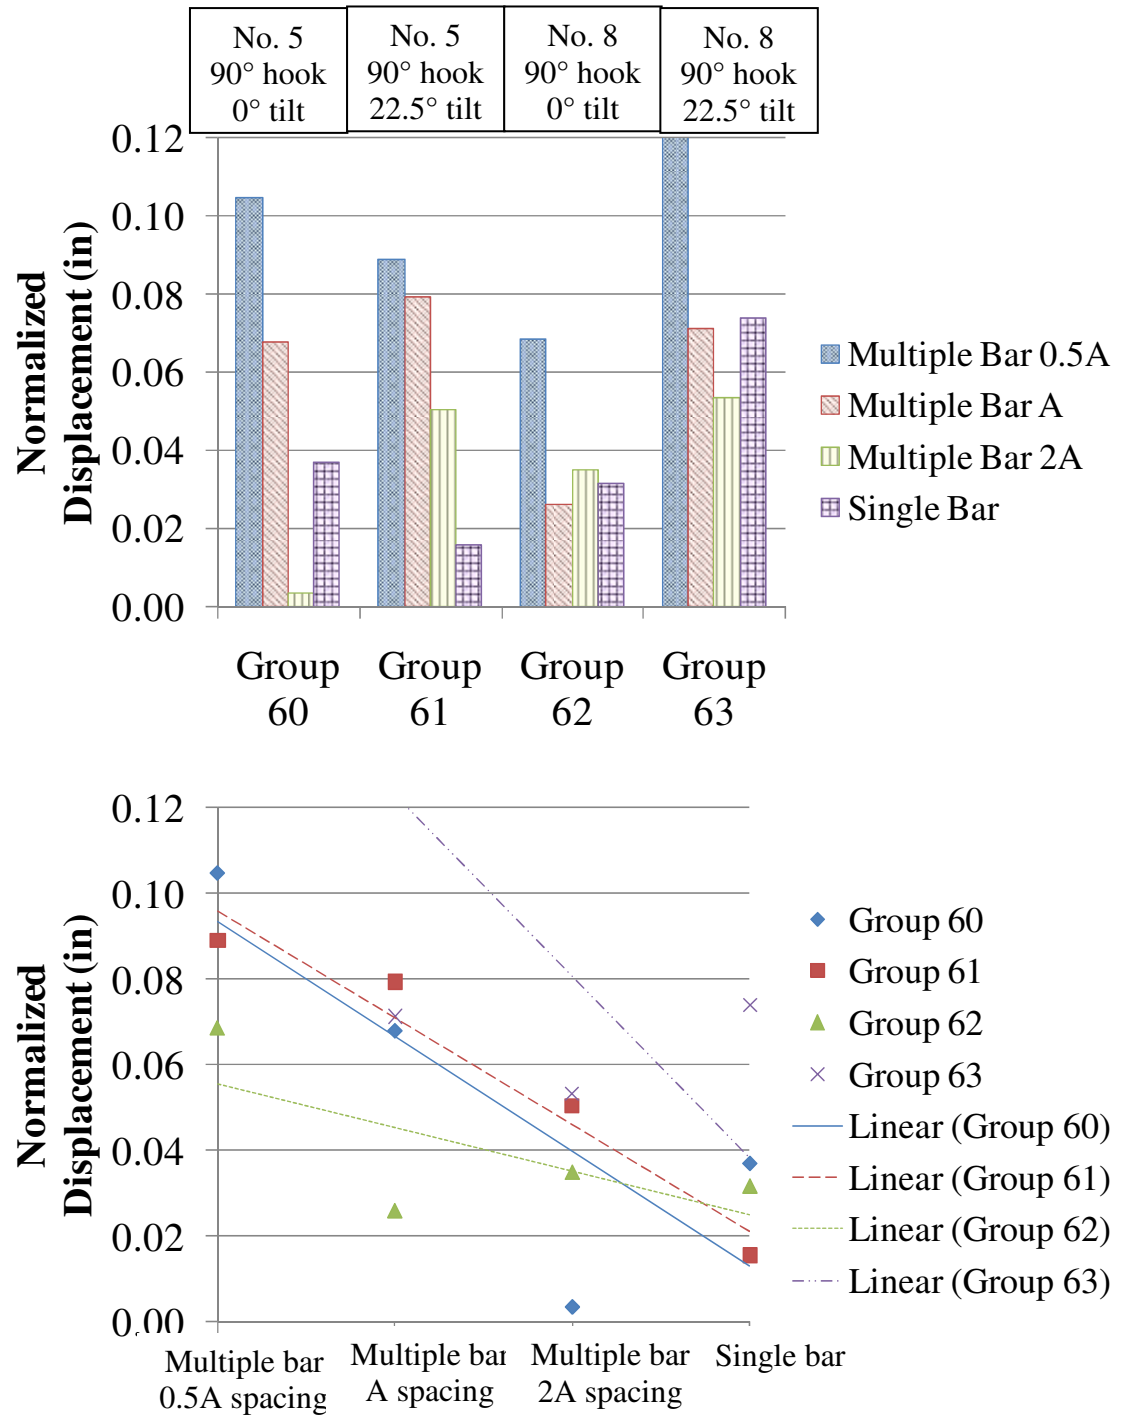 No. 5
90° hook
0° tilt
No. 5
90° hook
22.5° tilt
No. 8
90° hook
0° tilt
No. 8
90° hook
22.5° tilt
Normalized
Displacement (in)
0.12
0.10
0.08
0.06
0.04
0.02
0.00
Group
60
Group
61
Group
62
Group
63
Multiple Bar 0.5A
Multiple Bar A
Multiple Bar 2A
Single Bar
Normalized
Displacement (in)
0.12
0.10
0.08
0.06
0.04
0.02
0.00
Multiple bar
0.5A spacing
Multiple bar
A spacing
Multiple bar
2A spacing
Single bar
Group 60
Group 61
Group 62
Group 63
Linear (Group 60)
Linear (Group 61)
Linear (Group 62)
Linear (Group 63)